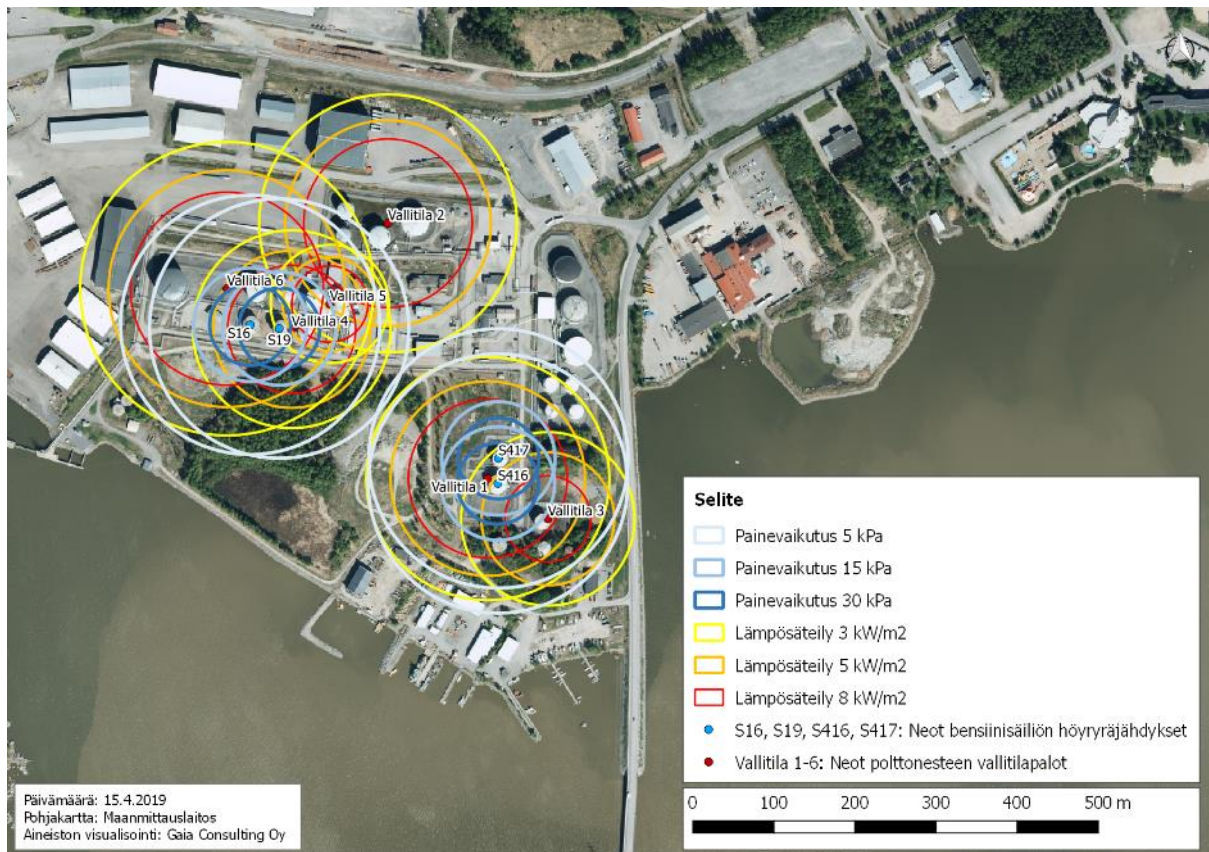 Vallitila 2
Vallitila 6
Vallitila 5
Vallitila 4
S16
S19
S417
S416
Vallitila 1
Vallitila 3
Selite
Painevaikutus 5 kPa
Painevaikutus 15 kPa
Painevaikutus 30 kPa
Lämpösäteily 3 kW/m2
Lämpösäteily 5 kW/m2
Lämpösäteily 8 kW/m2
S16, S19, S416, S417: Neot bensiinisäiliön höyryräjähdykset
Vallitila 1-6: Neot polttonesteen vallitilapalot
0 100 200 300 400 500 m
Päivämäärä: 15.4.2019
Pohjakartta: Maanmittauslaitos
Aineiston visualisointi: Gaia Consulting Oy